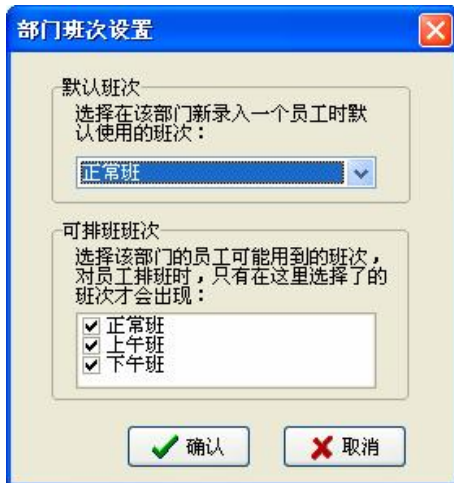 部门班次设置
默认班次
选择在该部门新录入一个员工时默
认使用的班次：
正常班
可排班班次
选择该部门的员工可能用到的班次，
对员工排班时，只有在这里选择了的
班次才会出现：
正常班
上午班
下午班
确认 取消